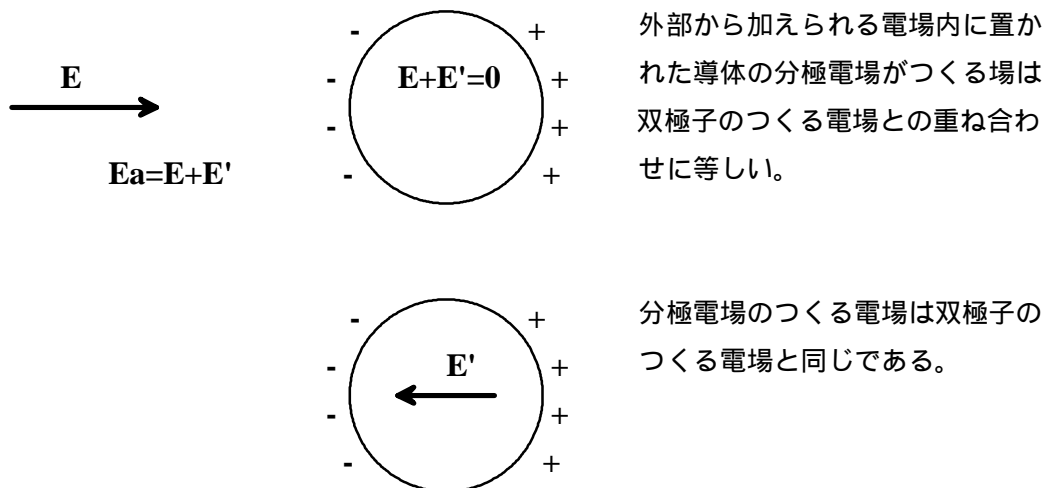 E
Ea=E+E'
- +
- E+E'=0 +
- +
- +
外部から加えられる電場内に置か
れた導体の分極電場がつくる場は
双極子のつくる電場との重ね合わ
せに等しい。
- +
- E' +
- +
- +
分極電場のつくる電場は双極子の
つくる電場と同じである。